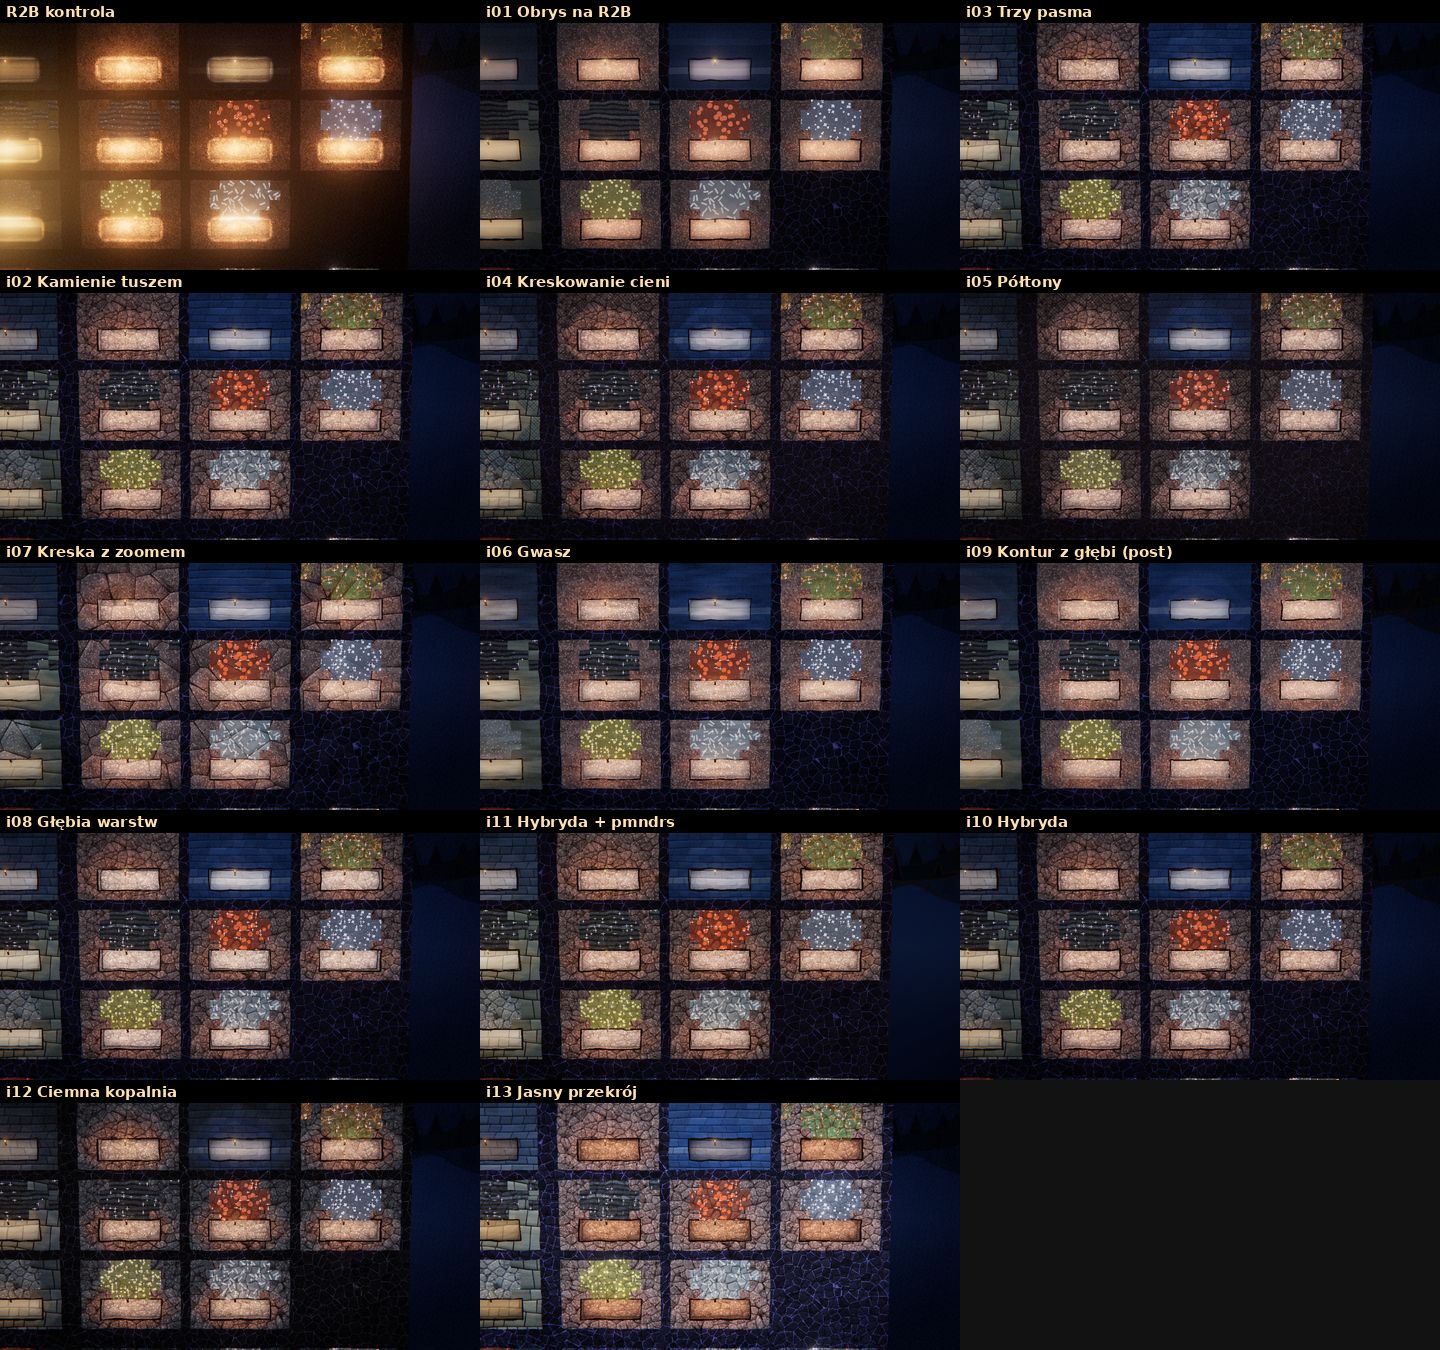 R2B kontrola
i01 Obrys na R2B
i03 Trzy pasma
i02 Kamienie tuszem
i04 Kreskowanie cieni
i05 Półtony
i07 Kreska z zoomem
i06 Gwasz
i09 Kontur z głębi (post)
i08 Głębia warstw
i11 Hybryda + pmndrs
i10 Hybryda
i12 Ciemna kopalnia
i13 Jasny przekrój